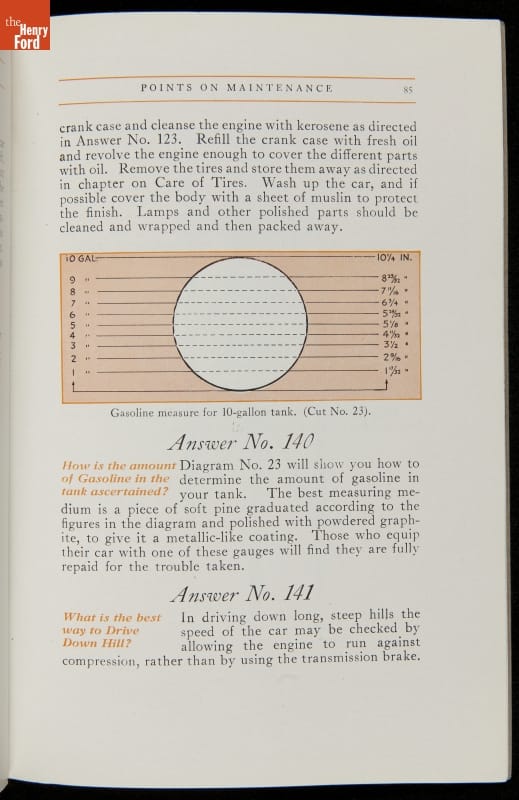 the
Henry
Ford
POINTS ON MAINTENANCE 85
crank case and cleanse the engine with kerosene as directed
in Answer No. 123. Refill the crank case with fresh oil
and revolve the engine enough to cover the different parts
with oil. Remove the tires and store them away as directed
in chapter on Care of Tires. Wash up the car, and if
possible cover the body with a sheet of muslin to protect
the finish. Lamps and other polished parts should be
cleaned and wrapped and then packed away.
10 GAL. 10¼ IN.
9 "
8 " 7 11/16 "
7 " 6¾ "
6 "
5 " 5⅛ "
4 "
3 " 3½ "
2 "
1 "
Gasoline measure for 10-gallon tank. (Cut No. 23).
Answer No. 140
How is the amount Diagram No. 23 will show you how to
of Gasoline in the determine the amount of gasoline in
tank ascertained? your tank. The best measuring me-
dium is a piece of soft pine graduated according to the
figures in the diagram and polished with powdered graph-
ite, to give it a metallic-like coating. Those who equip
their car with one of these gauges will find they are fully
repaid for the trouble taken.
Answer No. 141
What is the best In driving down long, steep hills the
way to Drive speed of the car may be checked by
Down Hill? allowing the engine to run against
compression, rather than by using the transmission brake.